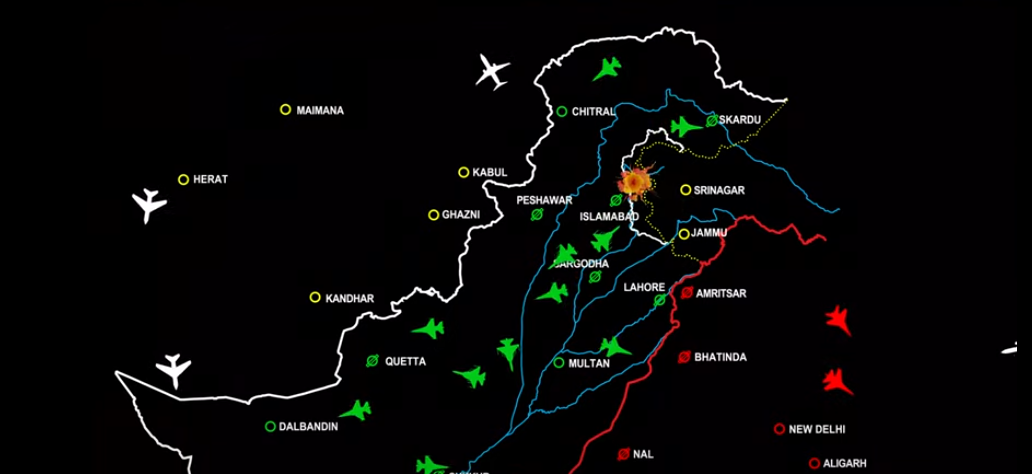 CHITRAL
MAIMANA
SKARDU
KABUL
HERAT
SRINAGAR
PESHAWAR
GHAZNI
ISLAMABAD
JAMMU
SARGODHA
LAHORE
AMRITSAR
KANDHAR
BHATINDA
QUETTA
MULTAN
DALBANDIN
NEW DELHI
NAL
ALIGARH